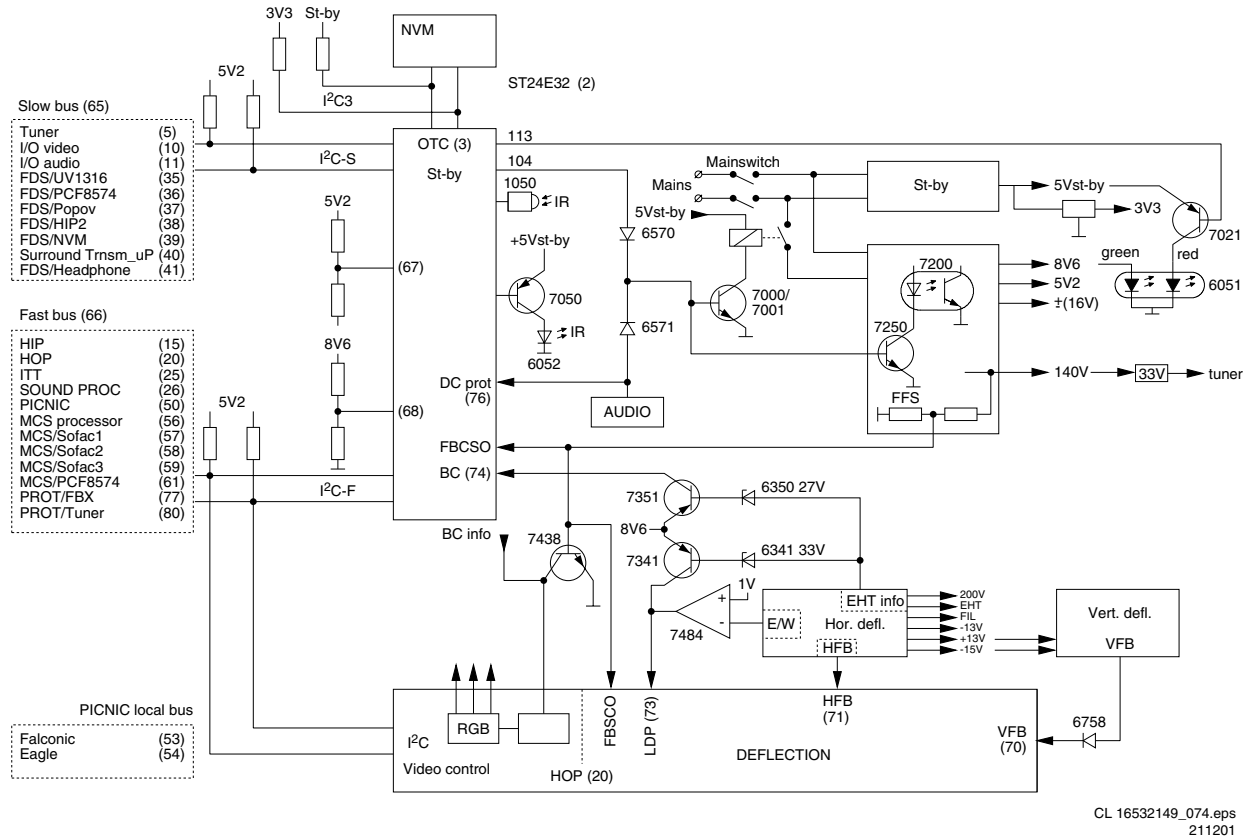 3V3 St-by
NVM
ST24E32 (2)
5V2
I²C3
Slow bus (65)
Tuner (5)
I/O video (10)
I/O audio (11)
FDS/UV1316 (35)
FDS/PCF8574 (36)
FDS/Popov (37)
FDS/HIP2 (38)
FDS/NVM (39)
Surround Trnsm_uP (40)
FDS/Headphone (41)
I²C-S
OTC (3)
St-by
113
104
1050
IR
5V2
(67)
+5Vst-by
7050
IR
6052
6570
6571
Mainswitch
Mains
5Vst-by
7000/
7001
St-by
5Vst-by
3V3
7021
green
red
6051
7200
7250
8V6
5V2
±(16V)
140V
33V
tuner
FFS
Fast bus (66)
HIP (15)
HOP (20)
ITT (25)
SOUND PROC (26)
PICNIC (50)
MCS processor (56)
MCS/Sofac1 (57)
MCS/Sofac2 (58)
MCS/Sofac3 (59)
MCS/PCF8574 (61)
PROT/FBX (77)
PROT/Tuner (80)
5V2
8V6
(68)
I²C-F
DC prot
(76)
AUDIO
FBCSO
BC (74)
BC info
7438
7351
6350 27V
8V6
7341
6341 33V
1V
+
-
7484
E/W
EHT info
Hor. defl.
HFB
200V
EHT
FIL
-13V
+13V
-15V
Vert. defl.
VFB
6758
PICNIC local bus
Falconic (53)
Eagle (54)
I²C
RGB
Video control
HOP (20)
FBSCO
LDP (73)
HFB
(71)
DEFLECTION
VFB
(70)
CL 16532149_074.eps
211201